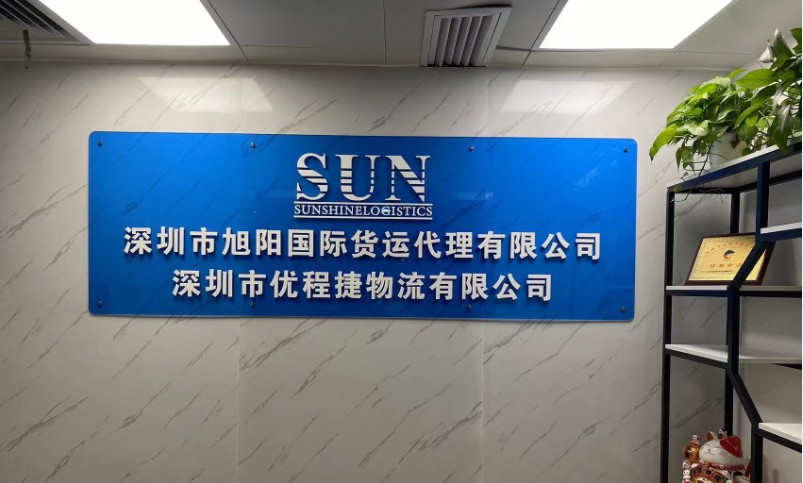 SUN
SUNSHINELOGISTICS
深圳市旭阳国际货运代理有限公司
深圳市优程捷物流有限公司